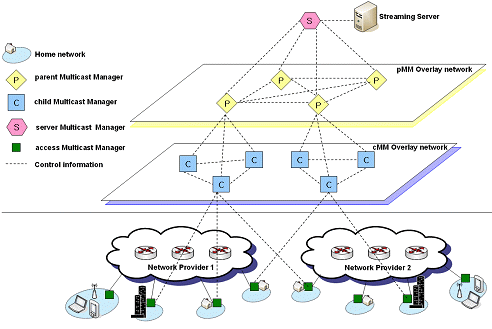 S
Streaming Server
Home network
pMM Overlay network
P
parent Multicast Manager
P
P
P
P
C
child Multicast Manager
S
server Multicast Manager
cMM Overlay network
access Multicast Manager
C
C
C
C
Control information
C
C
Network Provider 1
Network Provider 2